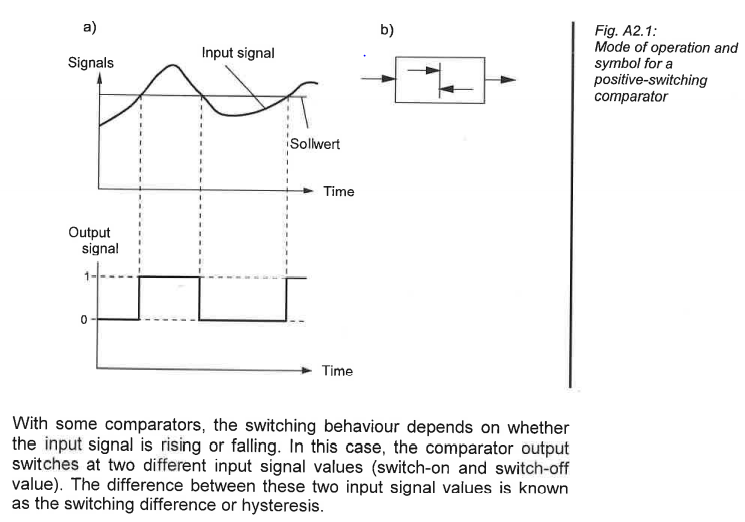 a)
Signals
Input signal
Sollwert
Time
Output
signal
1
0
Time
b)
Fig. A2.1:
Mode of operation and
symbol for a
positive-switching
comparator
With some comparators, the switching behaviour depends on whether
the input signal is rising or falling. In this case, the comparator output
switches at two different input signal values (switch-on and switch-off
value). The difference between these two input signal values is known
as the switching difference or hysteresis.